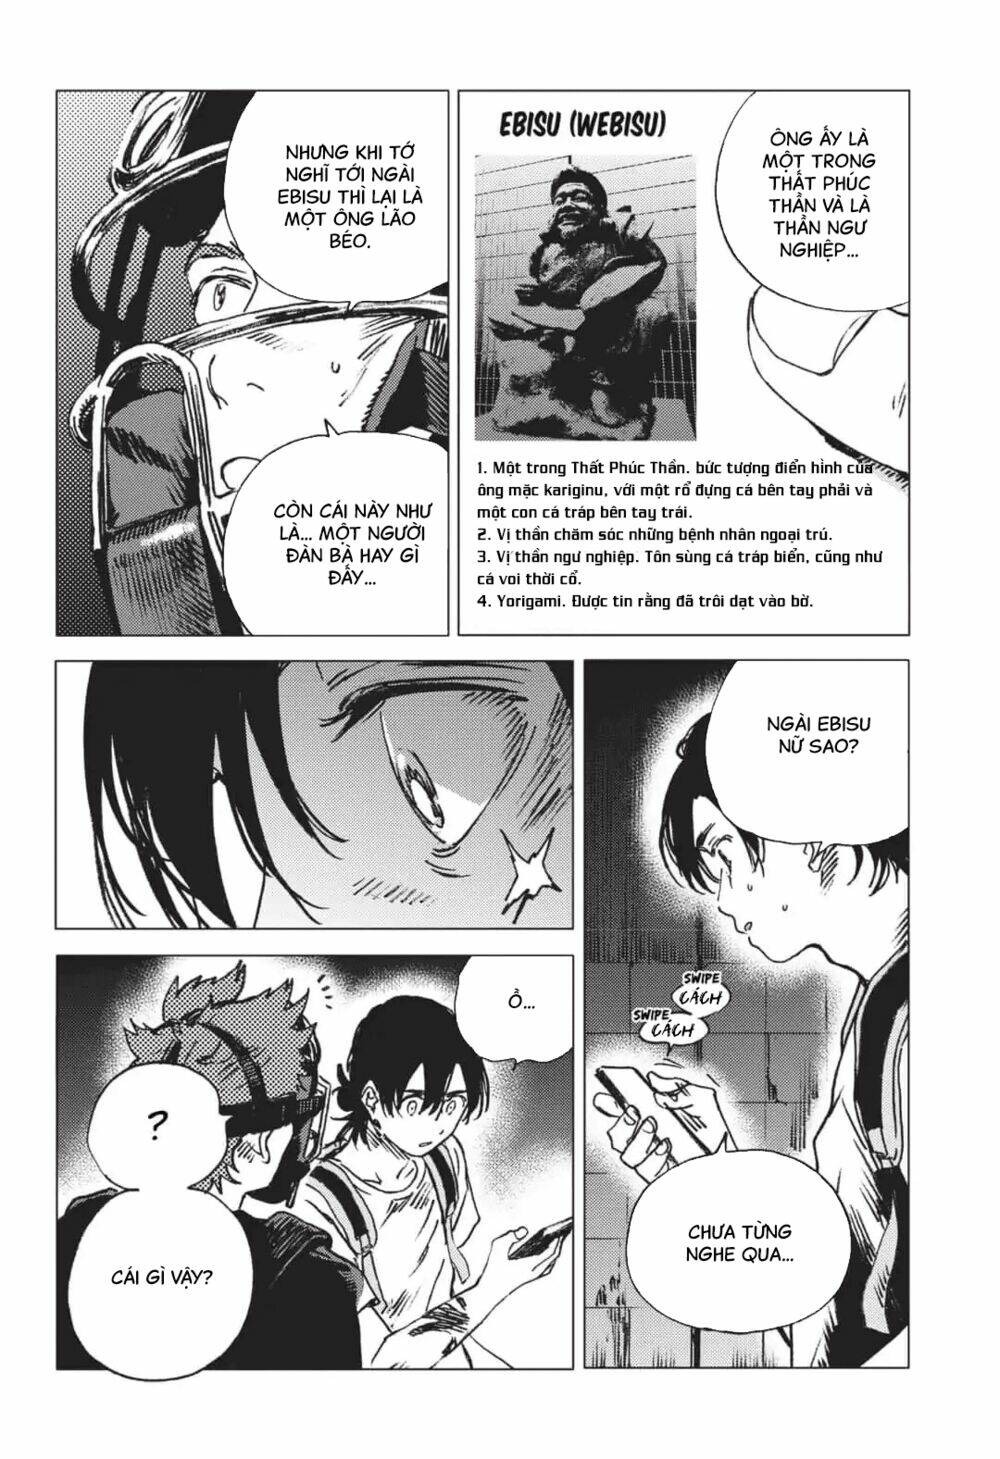 EBISU (WEBISU)
ÔNG ẤY LÀ
MỘT TRONG
THẤT PHÚC
THẦN VÀ LÀ
THẦN NGƯ
NGHIỆP...
1. Một trong Thất Phúc Thần. bức tượng điển hình của
ông mặc kariginu, với một rổ đựng cá bên tay phải và
một con cá tráp bên tay trái.
2. Vị thần chăm sóc những bệnh nhân ngoại trú.
3. Vị thần ngư nghiệp. Tôn sùng cá tráp biển, cũng như
cá voi thời cổ.
4. Yorigami. Được tin rằng đã trôi dạt vào bờ.
NHƯNG KHI TỚ
NGHĨ TỚI NGÀI
EBISU THÌ LẠI LÀ
MỘT ÔNG LÃO
BÉO.
CÒN CÁI NÀY NHƯ
LÀ... MỘT NGƯỜI
ĐÀN BÀ HAY GÌ
ĐẤY...
NGÀI EBISU
NỮ SAO?
SWIPE
CÁCH
SWIPE
CÁCH
CHƯA TỪNG
NGHE QUA...
Ồ...
?
CÁI GÌ VẬY?